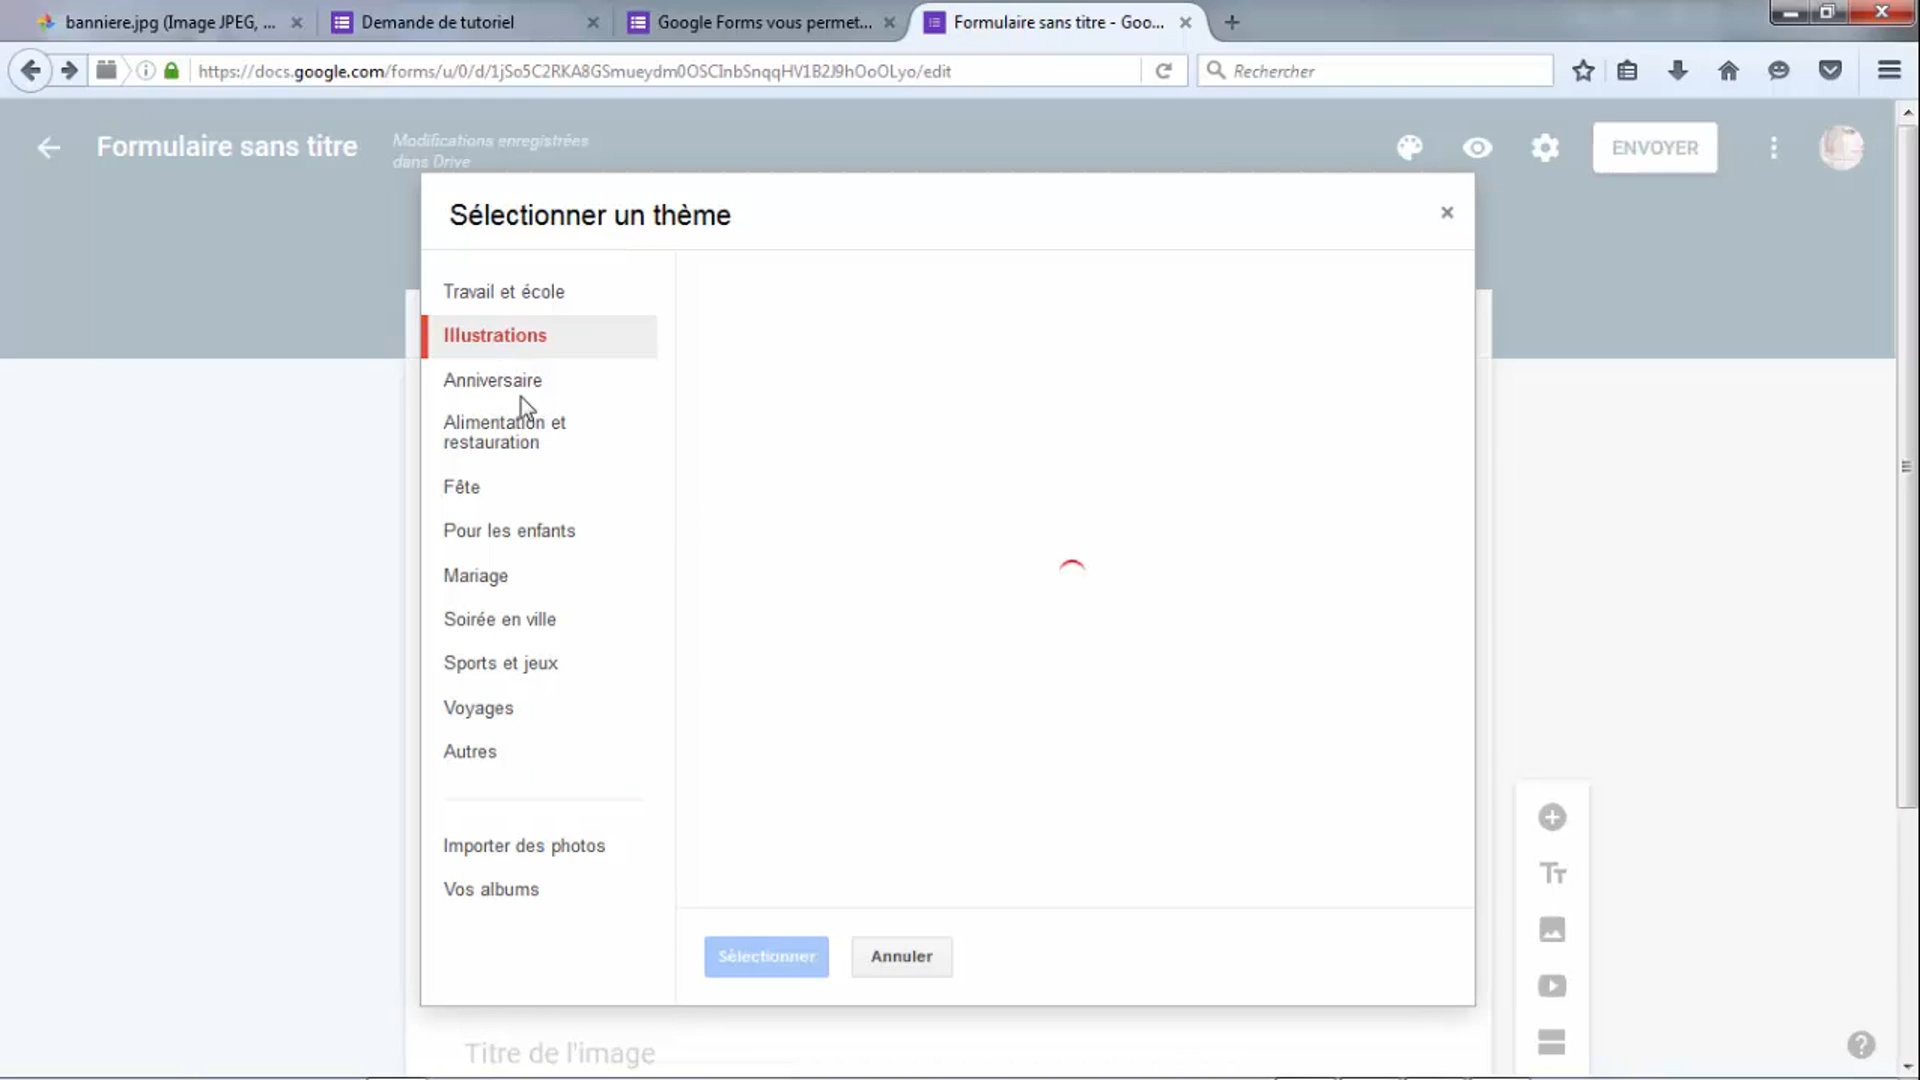 banniere.jpg (Image JPEG, ...
Demande de tutoriel
Google Forms vous permet...
Formulaire sans titre - Goo...
https://docs.google.com/forms/u/0/d/1jSo5C2RKA8GSmueydm0OSCInbSnqqHV1B2J9hOoOLyo/edit
Rechercher
Formulaire sans titre
Modifications enregistrées
dans Drive
ENVOYER
Sélectionner un thème
Travail et école
Illustrations
Anniversaire
Alimentation et
restauration
Fête
Pour les enfants
Mariage
Soirée en ville
Sports et jeux
Voyages
Autres
Importer des photos
Vos albums
Sélectionner
Annuler
Tт
Titre de l'image